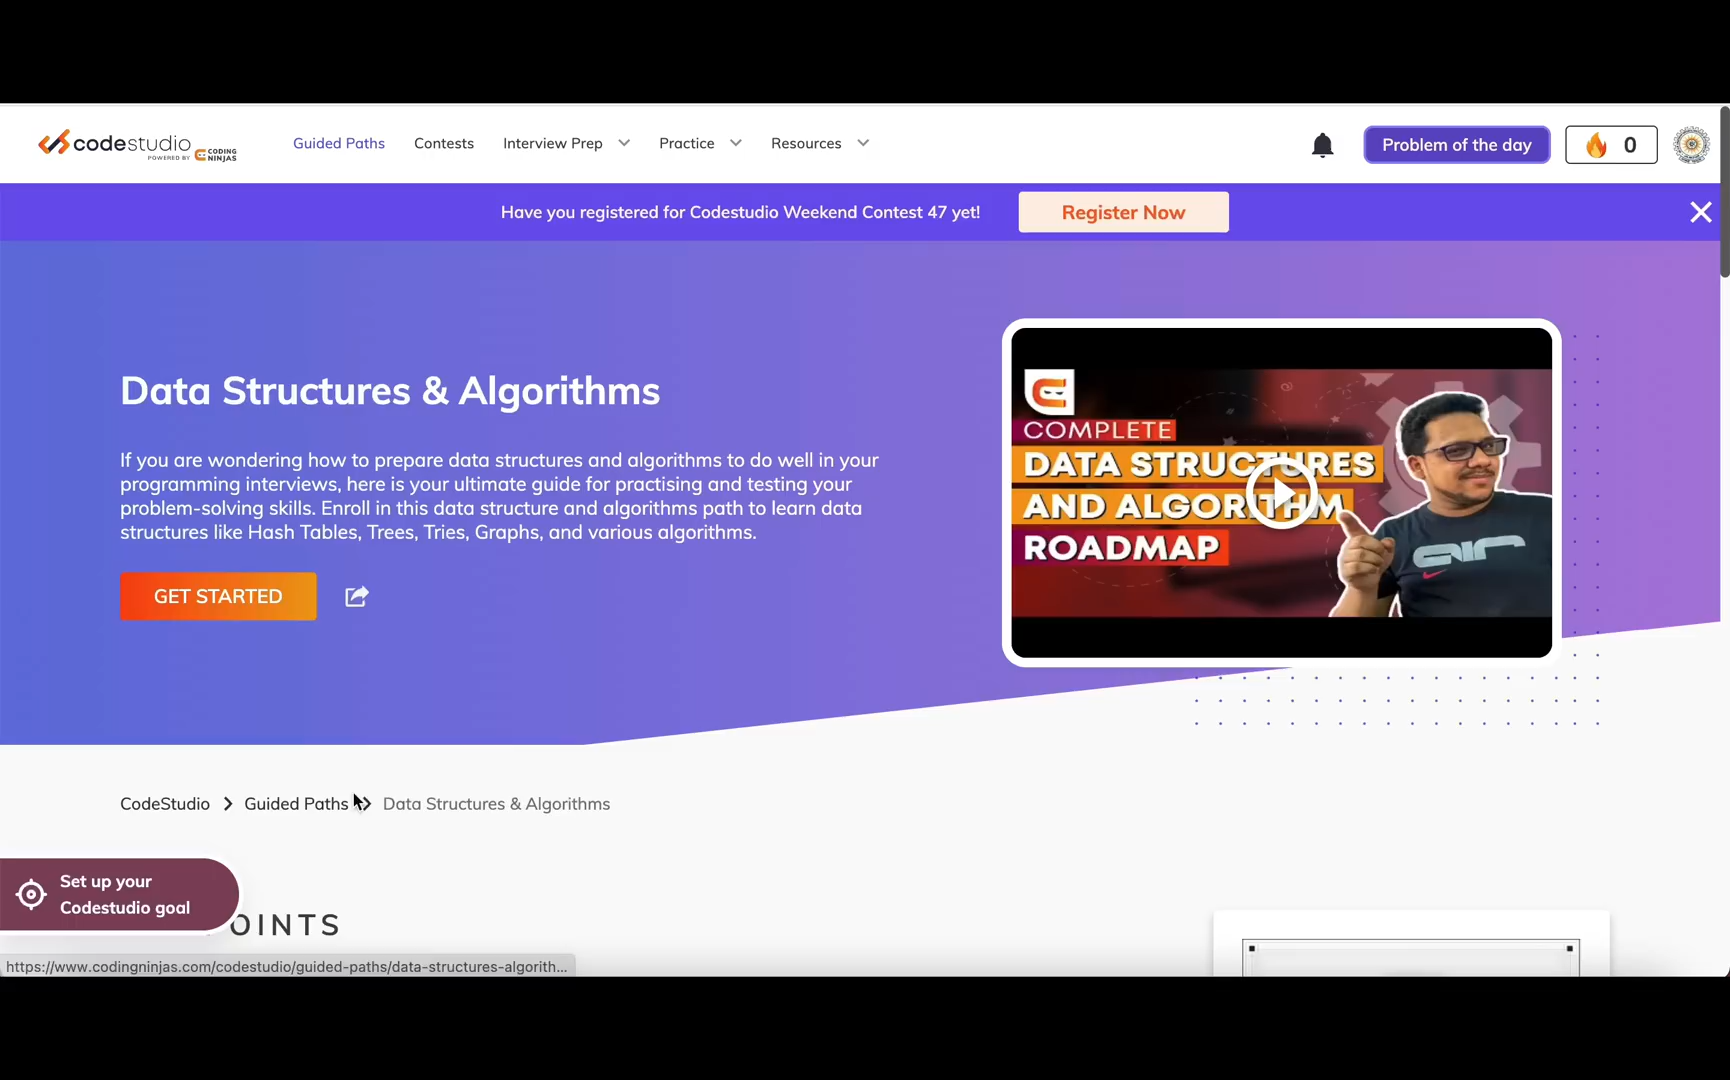 codestudio
POWERED BY CODING NINJAS
Guided Paths
Contests
Interview Prep
Practice
Resources
Problem of the day
0
Have you registered for Codestudio Weekend Contest 47 yet!
Register Now
Data Structures & Algorithms
If you are wondering how to prepare data structures and algorithms to do well in your
programming interviews, here is your ultimate guide for practising and testing your
problem-solving skills. Enroll in this data structure and algorithms path to learn data
structures like Hash Tables, Trees, Tries, Graphs, and various algorithms.
GET STARTED
COMPLETE
DATA STRUCTURES
AND ALGORITHM
ROADMAP
CodeStudio
Guided Paths
Data Structures & Algorithms
Set up your
Codestudio goal
OINTS
https://www.codingninjas.com/codestudio/guided-paths/data-structures-algorith...